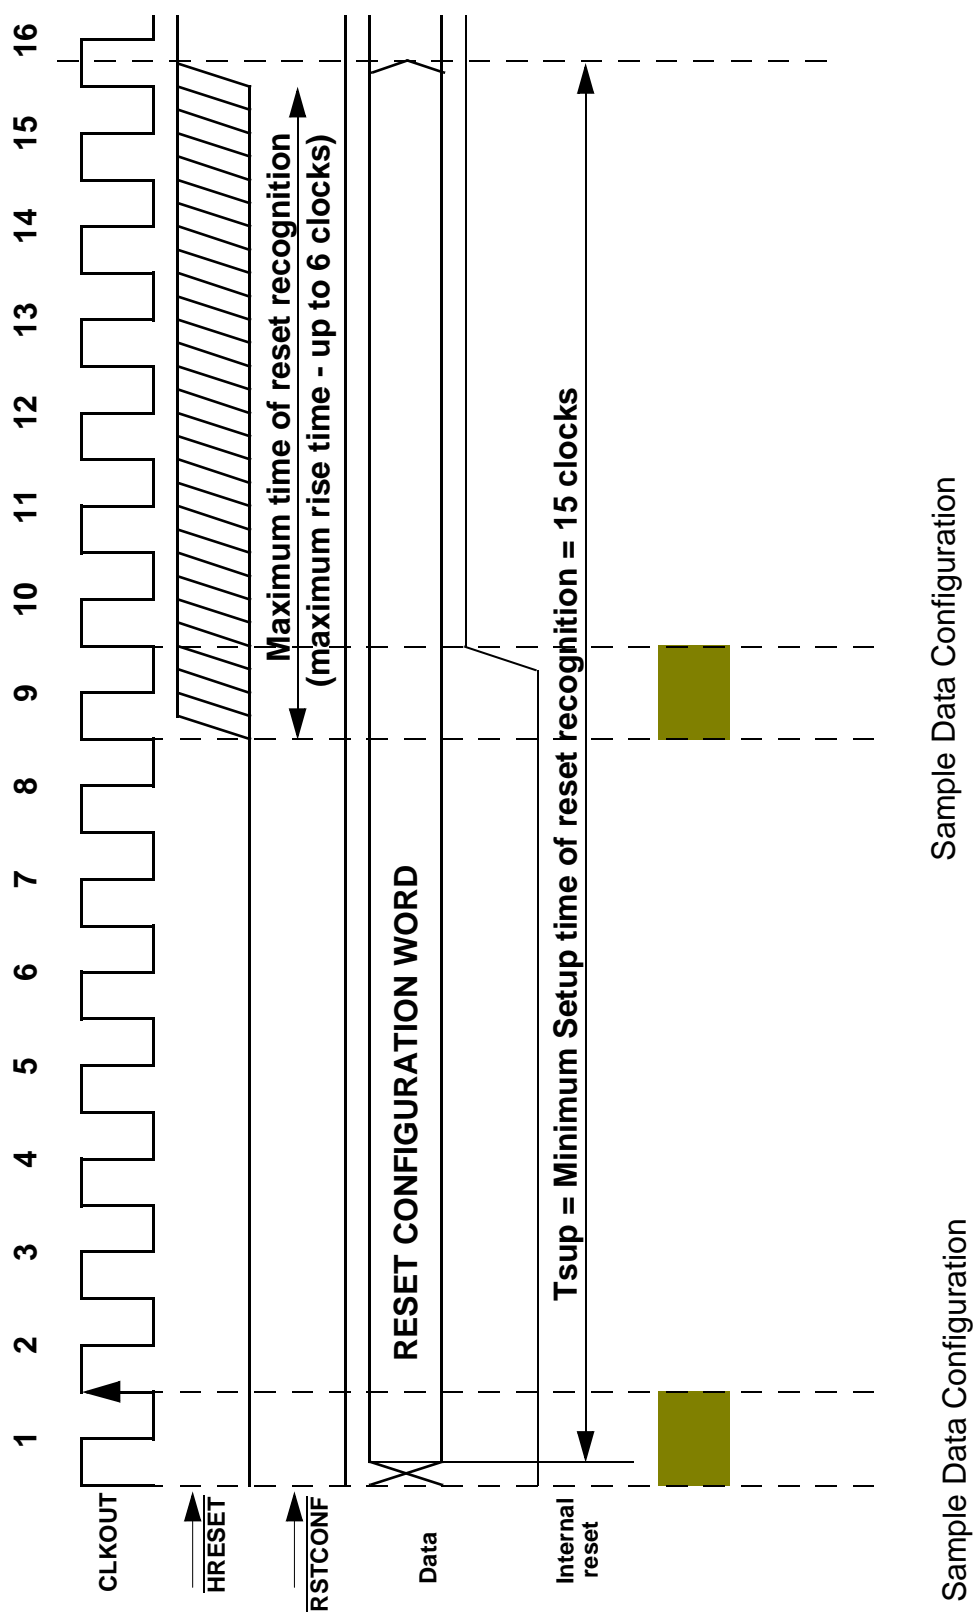 1 2 3 4 5 6 7 8 9 10 11 12 13 14 15 16
CLKOUT
HRESET
Maximum time of reset recognition
(maximum rise time - up to 6 clocks)
RSTCONF
Data
RESET CONFIGURATION WORD
Internal
reset
Tsup = Minimum Setup time of reset recognition = 15 clocks
Sample Data Configuration
Sample Data Configuration